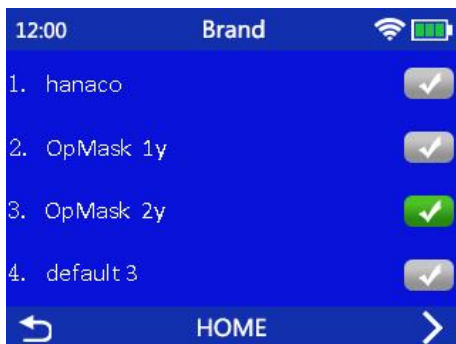 12:00 Brand
1. hanaco
2. OpMask 1y
3. OpMask 2y
4. default 3
HOME